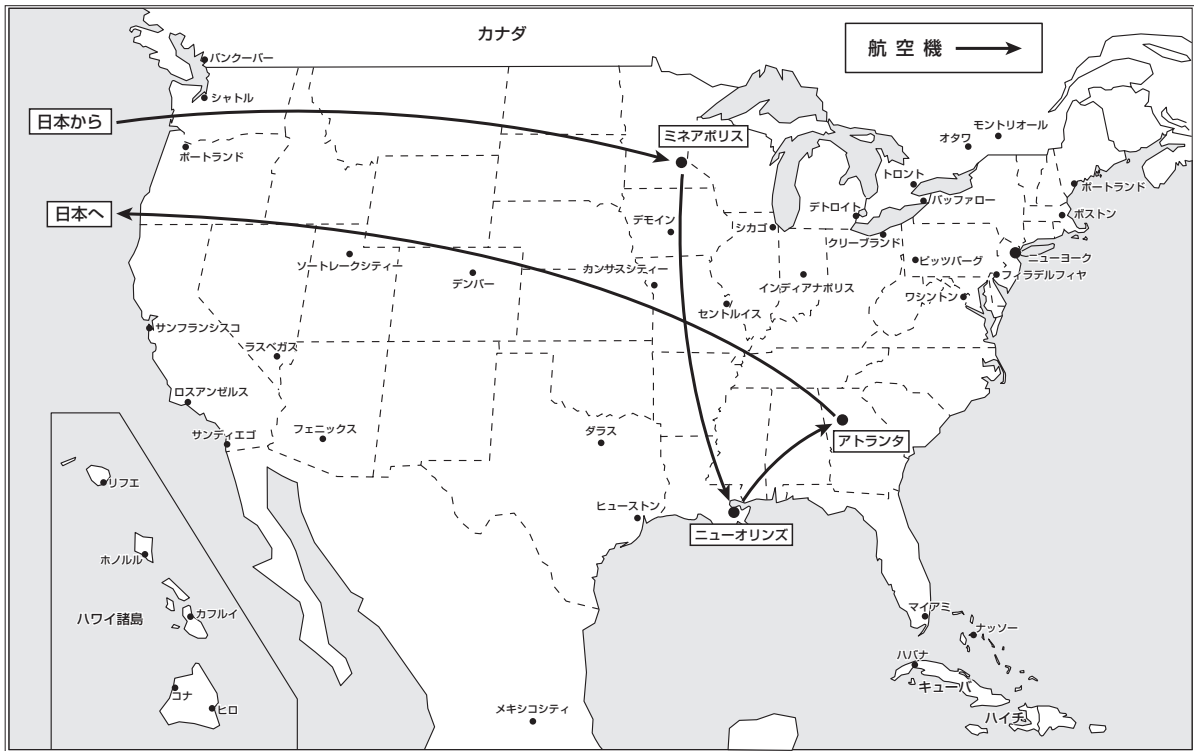 カナダ
航空機
バンクーバー
シャトル
日本から
ミネアポリス
モントリオール
オタワ
ポートランド
トロント
ポートランド
日本へ
バッファロー
デトロイト
ボストン
デモイン
シカゴ
クリーブランド
ニューヨーク
ピッツバーグ
ソートレークシティー
カンザスシティー
フィラデルフィヤ
デンバー
インディアナポリス
ワシントン
セントルイス
サンフランシスコ
ラスベガス
ロスアンゼルス
サンディエゴ
フェニックス
ダラス
アトランタ
リフエ
ヒューストン
ニューオリンズ
ホノルル
ハワイ諸島
カフルイ
マイアミ
ナッソー
ハバナ
キューバ
コナ
ヒロ
メキシコシティ
ハイチ